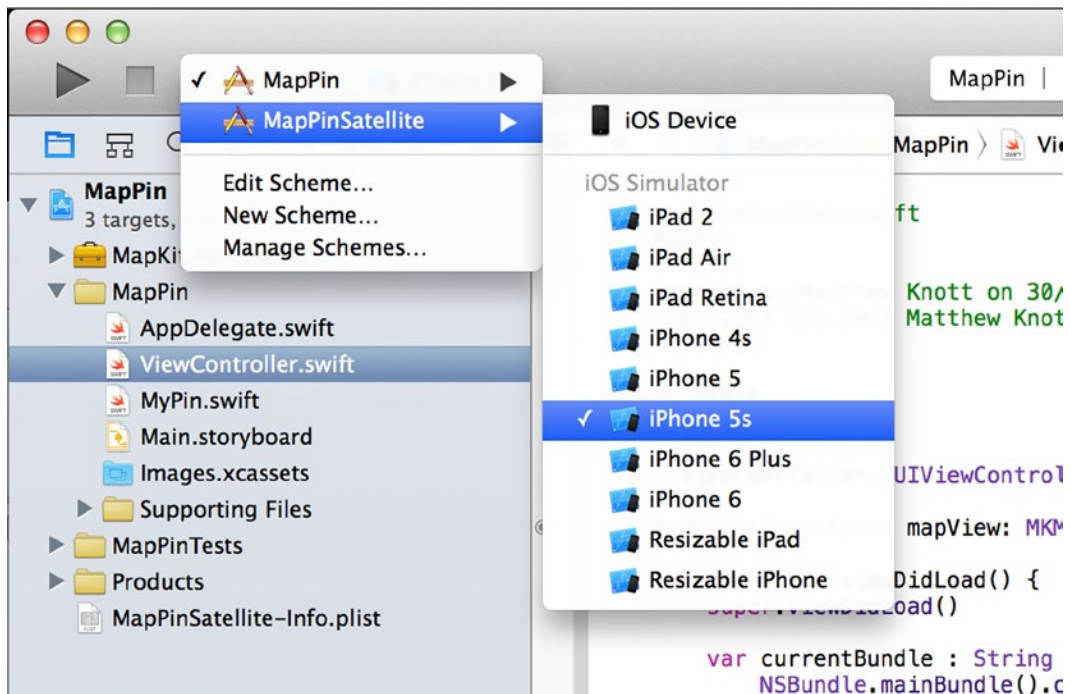 MapPin
MapPinSatellite
Edit Scheme...
New Scheme...
Manage Schemes...
MapPin |
iOS Device
iOS Simulator
iPad 2
iPad Air
iPad Retina
iPhone 4s
iPhone 5
iPhone 5s
iPhone 6 Plus
iPhone 6
Resizable iPad
Resizable iPhone
MapPin
3 targets,
MapKi
MapPin
AppDelegate.swift
ViewController.swift
MyPin.swift
Main.storyboard
Images.xcassets
Supporting Files
MapPinTests
Products
MapPinSatellite-Info.plist
MapPin
ft
Knott on 30/
Matthew Knot
UIViewControl
mapView: MKM
DidLoad() {
super.viewDidLoad()
var currentBundle : String
NSBundle.mainBundle().